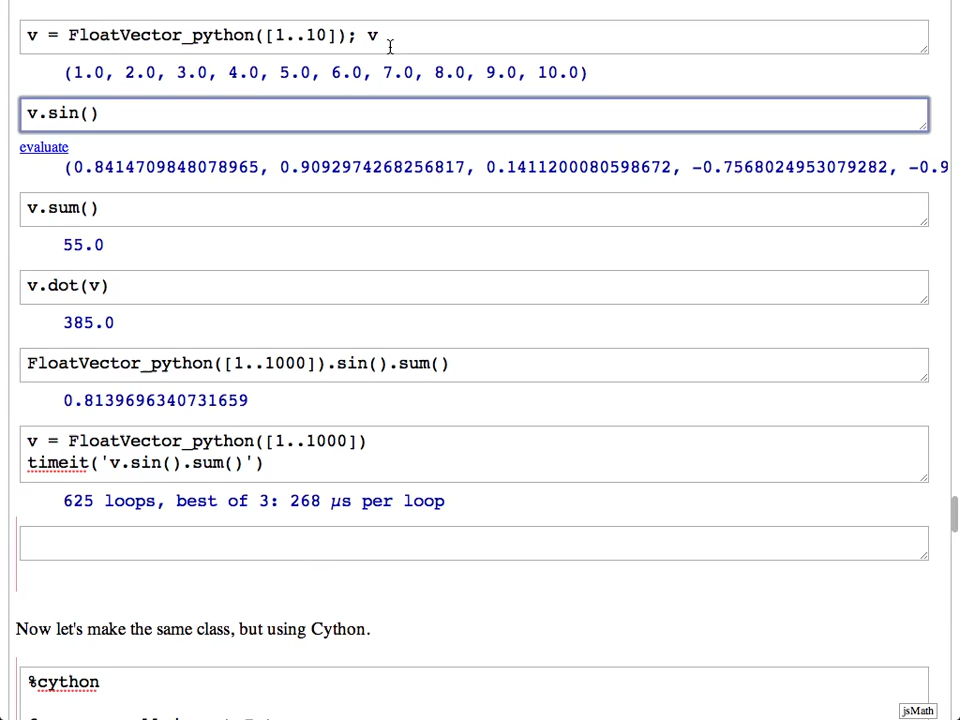 v = FloatVector_python([1..10]); v
(1.0, 2.0, 3.0, 4.0, 5.0, 6.0, 7.0, 8.0, 9.0, 10.0)
v.sin()
evaluate
(0.8414709848078965, 0.9092974268256817, 0.1411200080598672, -0.7568024953079282, -0.9
v.sum()
55.0
v.dot(v)
385.0
FloatVector_python([1..1000]).sin().sum()
0.8139696340731659
v = FloatVector_python([1..1000])
timeit('v.sin().sum()')
625 loops, best of 3: 268 µs per loop
Now let's make the same class, but using Cython.
%cython
jsMath